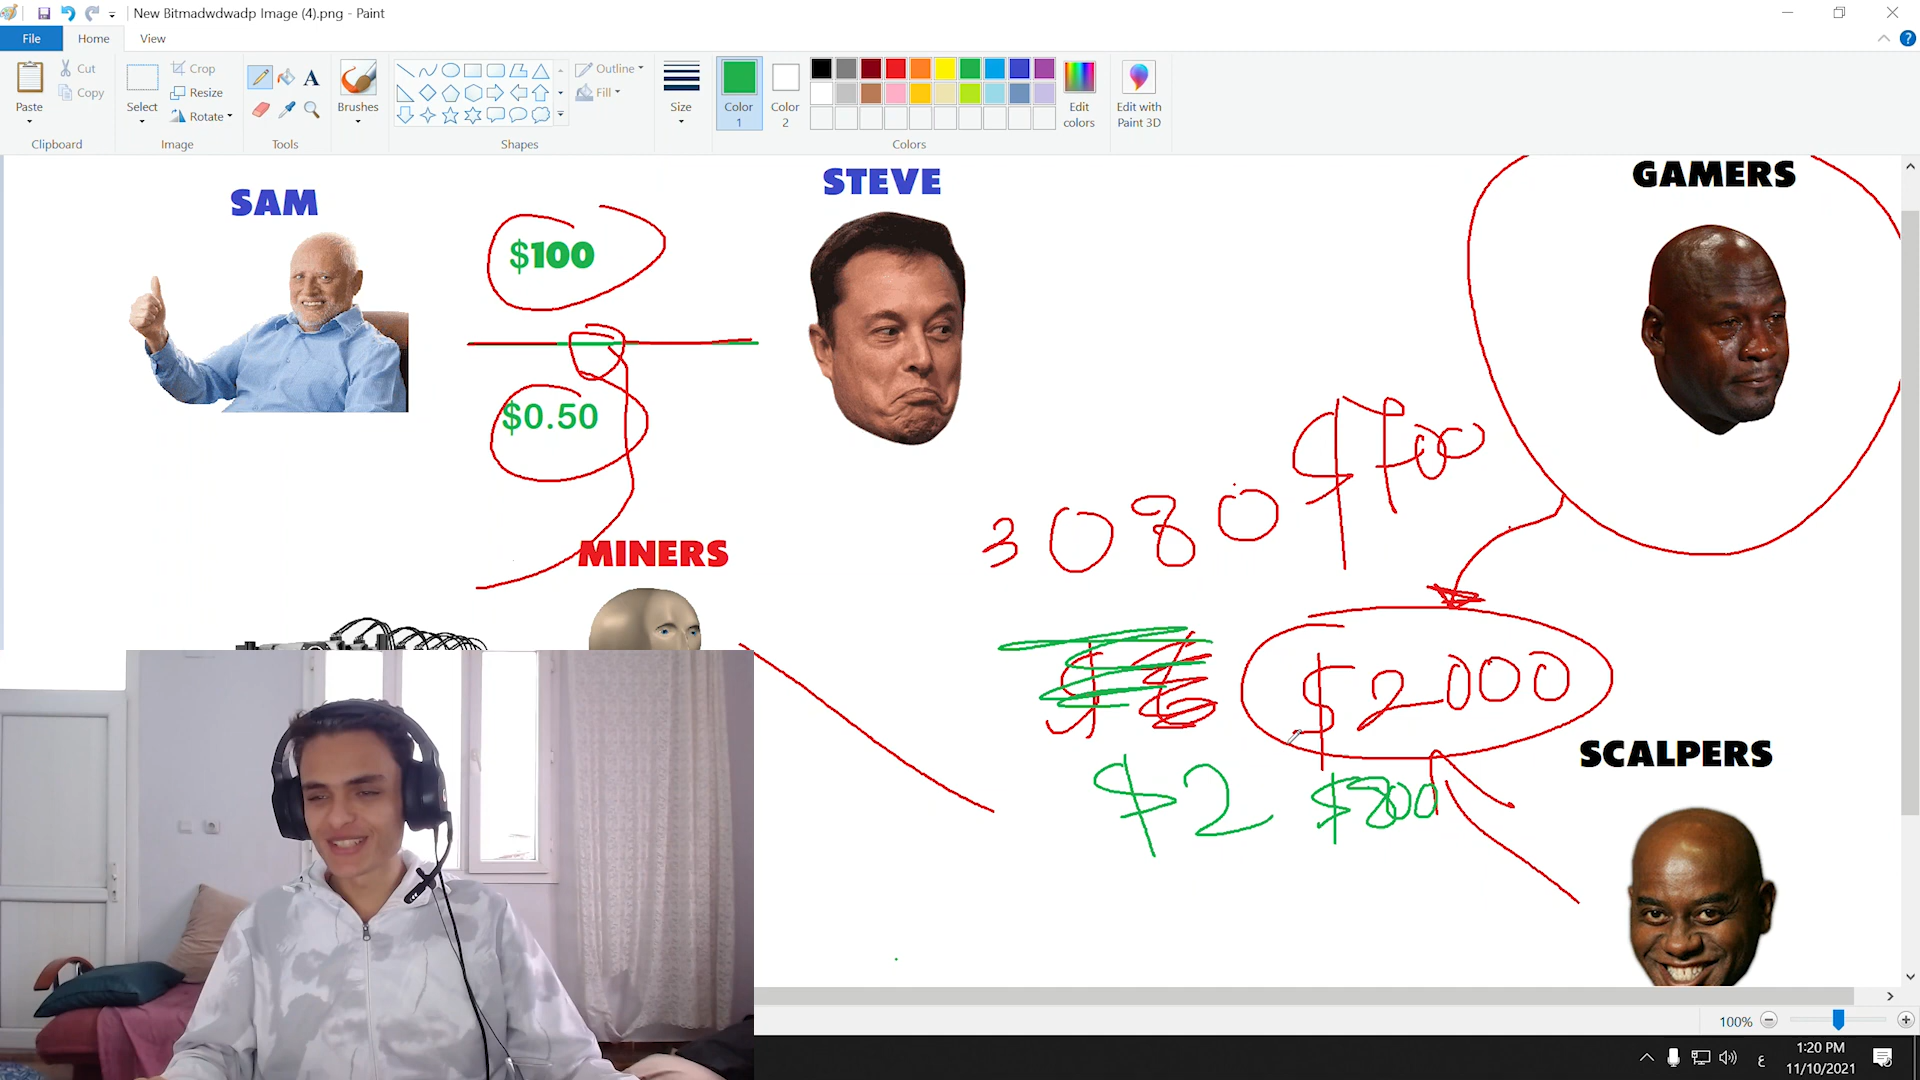 New Bitmadwdwadp Image (4).png - Paint
File Home View
Paste
Cut
Copy
Clipboard
Select
Crop
Resize
Rotate
Image
Tools
Brushes
Shapes
Outline
Fill
Size
Color 1
Color 2
Edit colors
Colors
Edit with Paint 3D
SAM
$100
$0.50
STEVE
GAMERS
MINERS
3080
$2000
$2 $800
SCALPERS
100%
ع
1:20 PM
11/10/2021